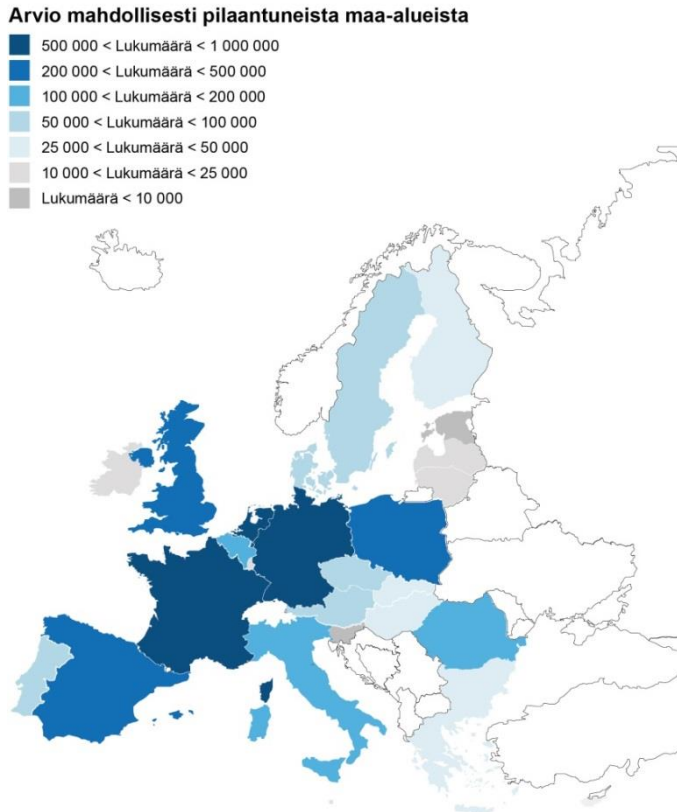 Arvio mahdollisesti pilaantuneista maa-alueista
500 000 < Lukumäärä < 1 000 000
200 000 < Lukumäärä < 500 000
100 000 < Lukumäärä < 200 000
50 000 < Lukumäärä < 100 000
25 000 < Lukumäärä < 50 000
10 000 < Lukumäärä < 25 000
Lukumäärä < 10 000